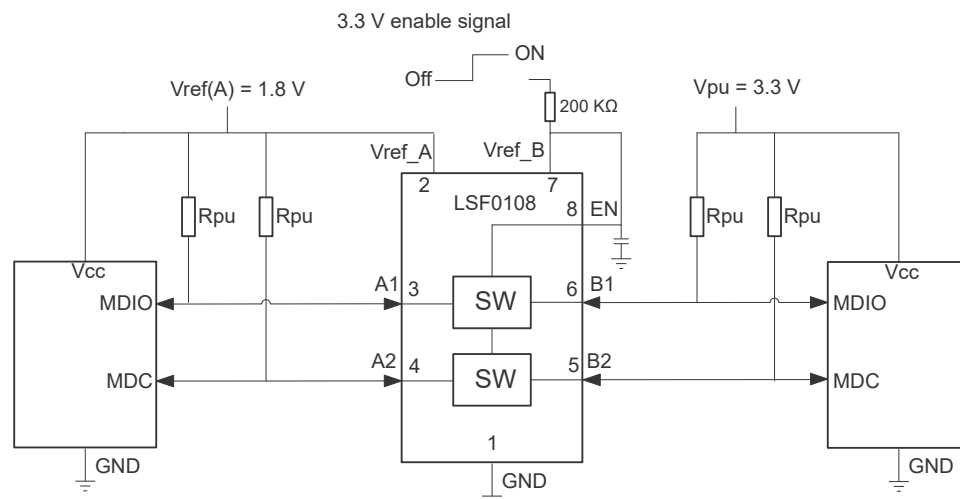 3.3 V enable signal
ON
Off
Vref(A) = 1.8 V
Vpu = 3.3 V
200 KΩ
Vref_A
Vref_B
2
7
LSF0108
8
EN
Rpu
Rpu
Rpu
Rpu
Vcc
Vcc
A1
3
SW
6
B1
MDIO
MDIO
A2
4
SW
5
B2
MDC
MDC
1
GND
GND
GND